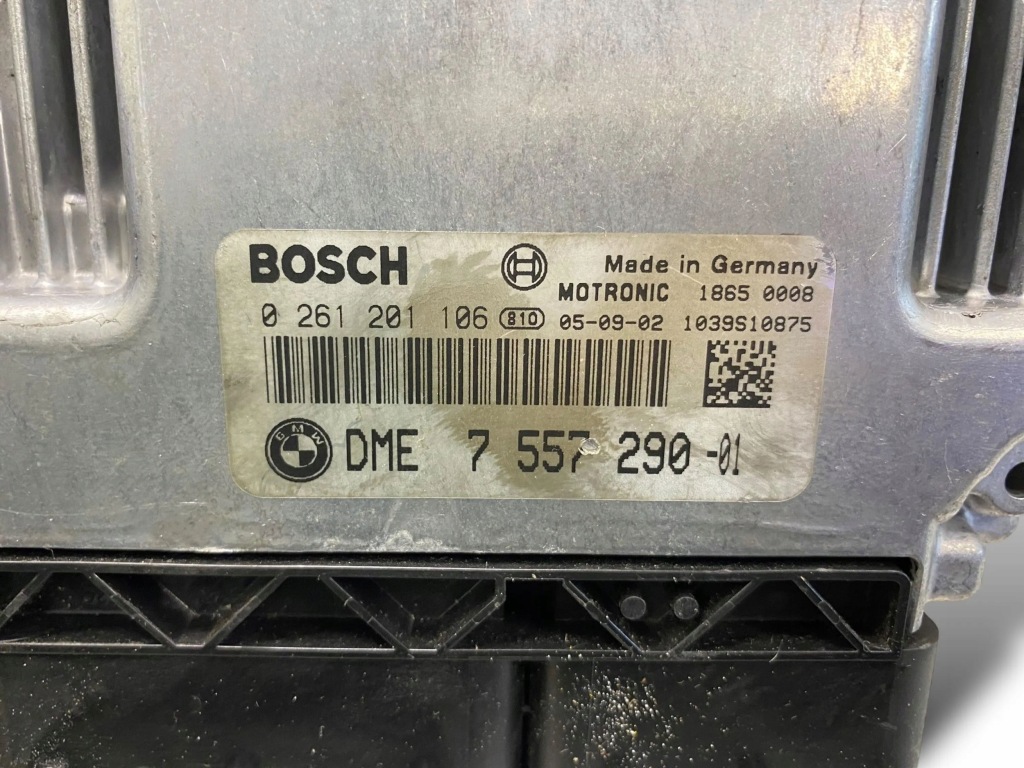 BOSCH Made in Germany
MOTRONIC 1865 0008
0 261 201 106 810 05-09-02 1039S10875
GMW DME 7 557 290 -01